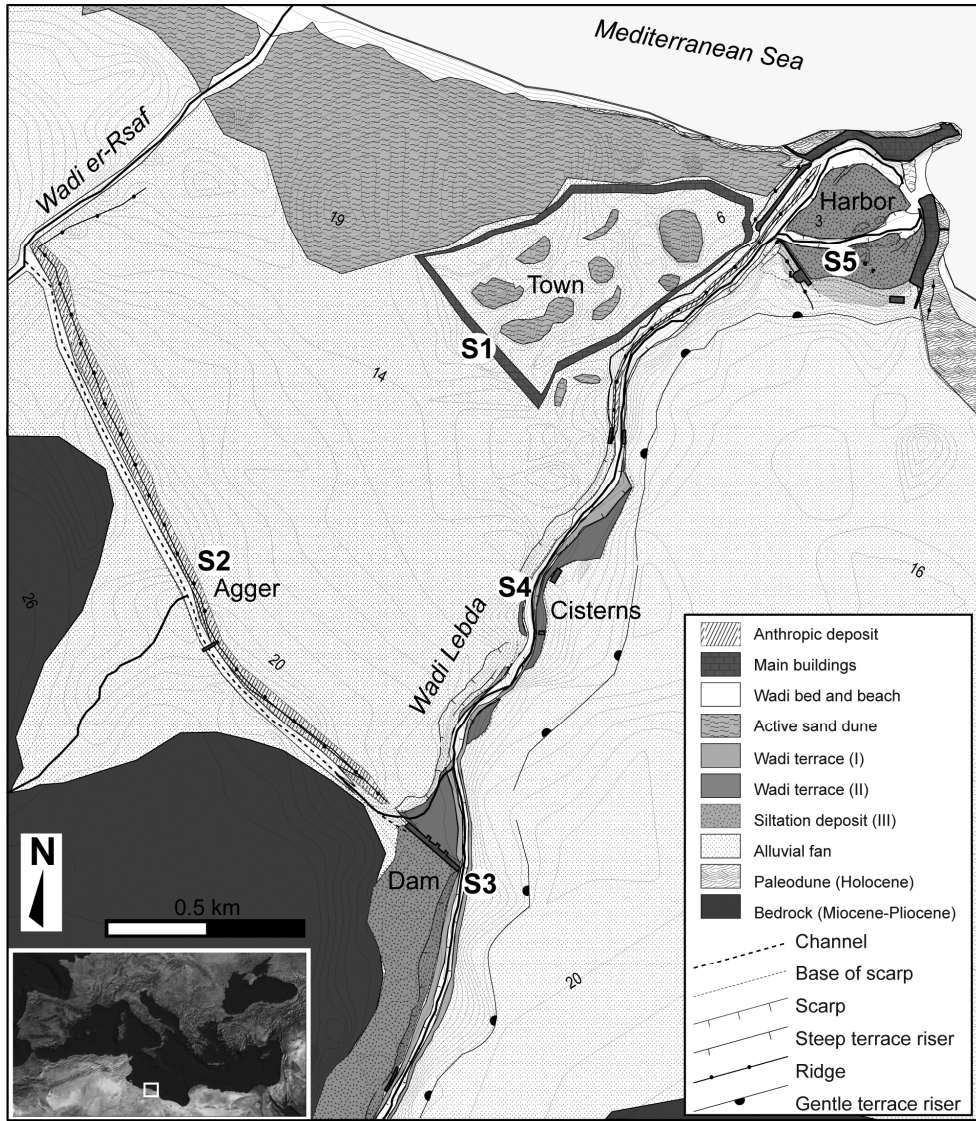 Mediterranean Sea
Wadi er-Rsaf
Harbor
3
19
6
S5
Town
S1
14
S2
Agger
S4
Cisterns
16
26
20
Wadi Lebda
Dam
S3
20
N
0.5 km
Anthropic deposit
Main buildings
Wadi bed and beach
Active sand dune
Wadi terrace (I)
Wadi terrace (II)
Siltation deposit (III)
Alluvial fan
Paleodune (Holocene)
Bedrock (Miocene-Pliocene)
Channel
Base of scarp
Scarp
Steep terrace riser
Ridge
Gentle terrace riser